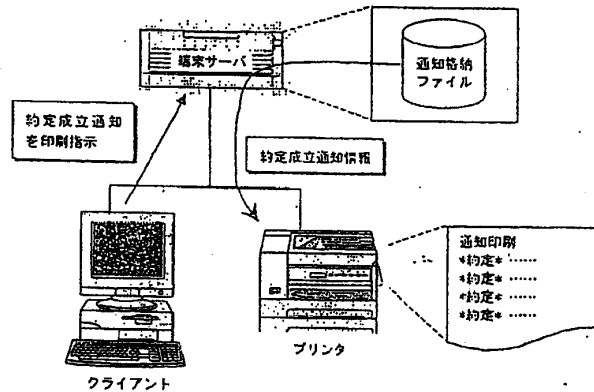 端末サーバ
通知格納
ファイル
約定成立通知
を印刷指示
約定成立通知情報
通知印刷
*約定* ……
*約定* ……
*約定* ……
*約定* ……
プリンタ
クライアント